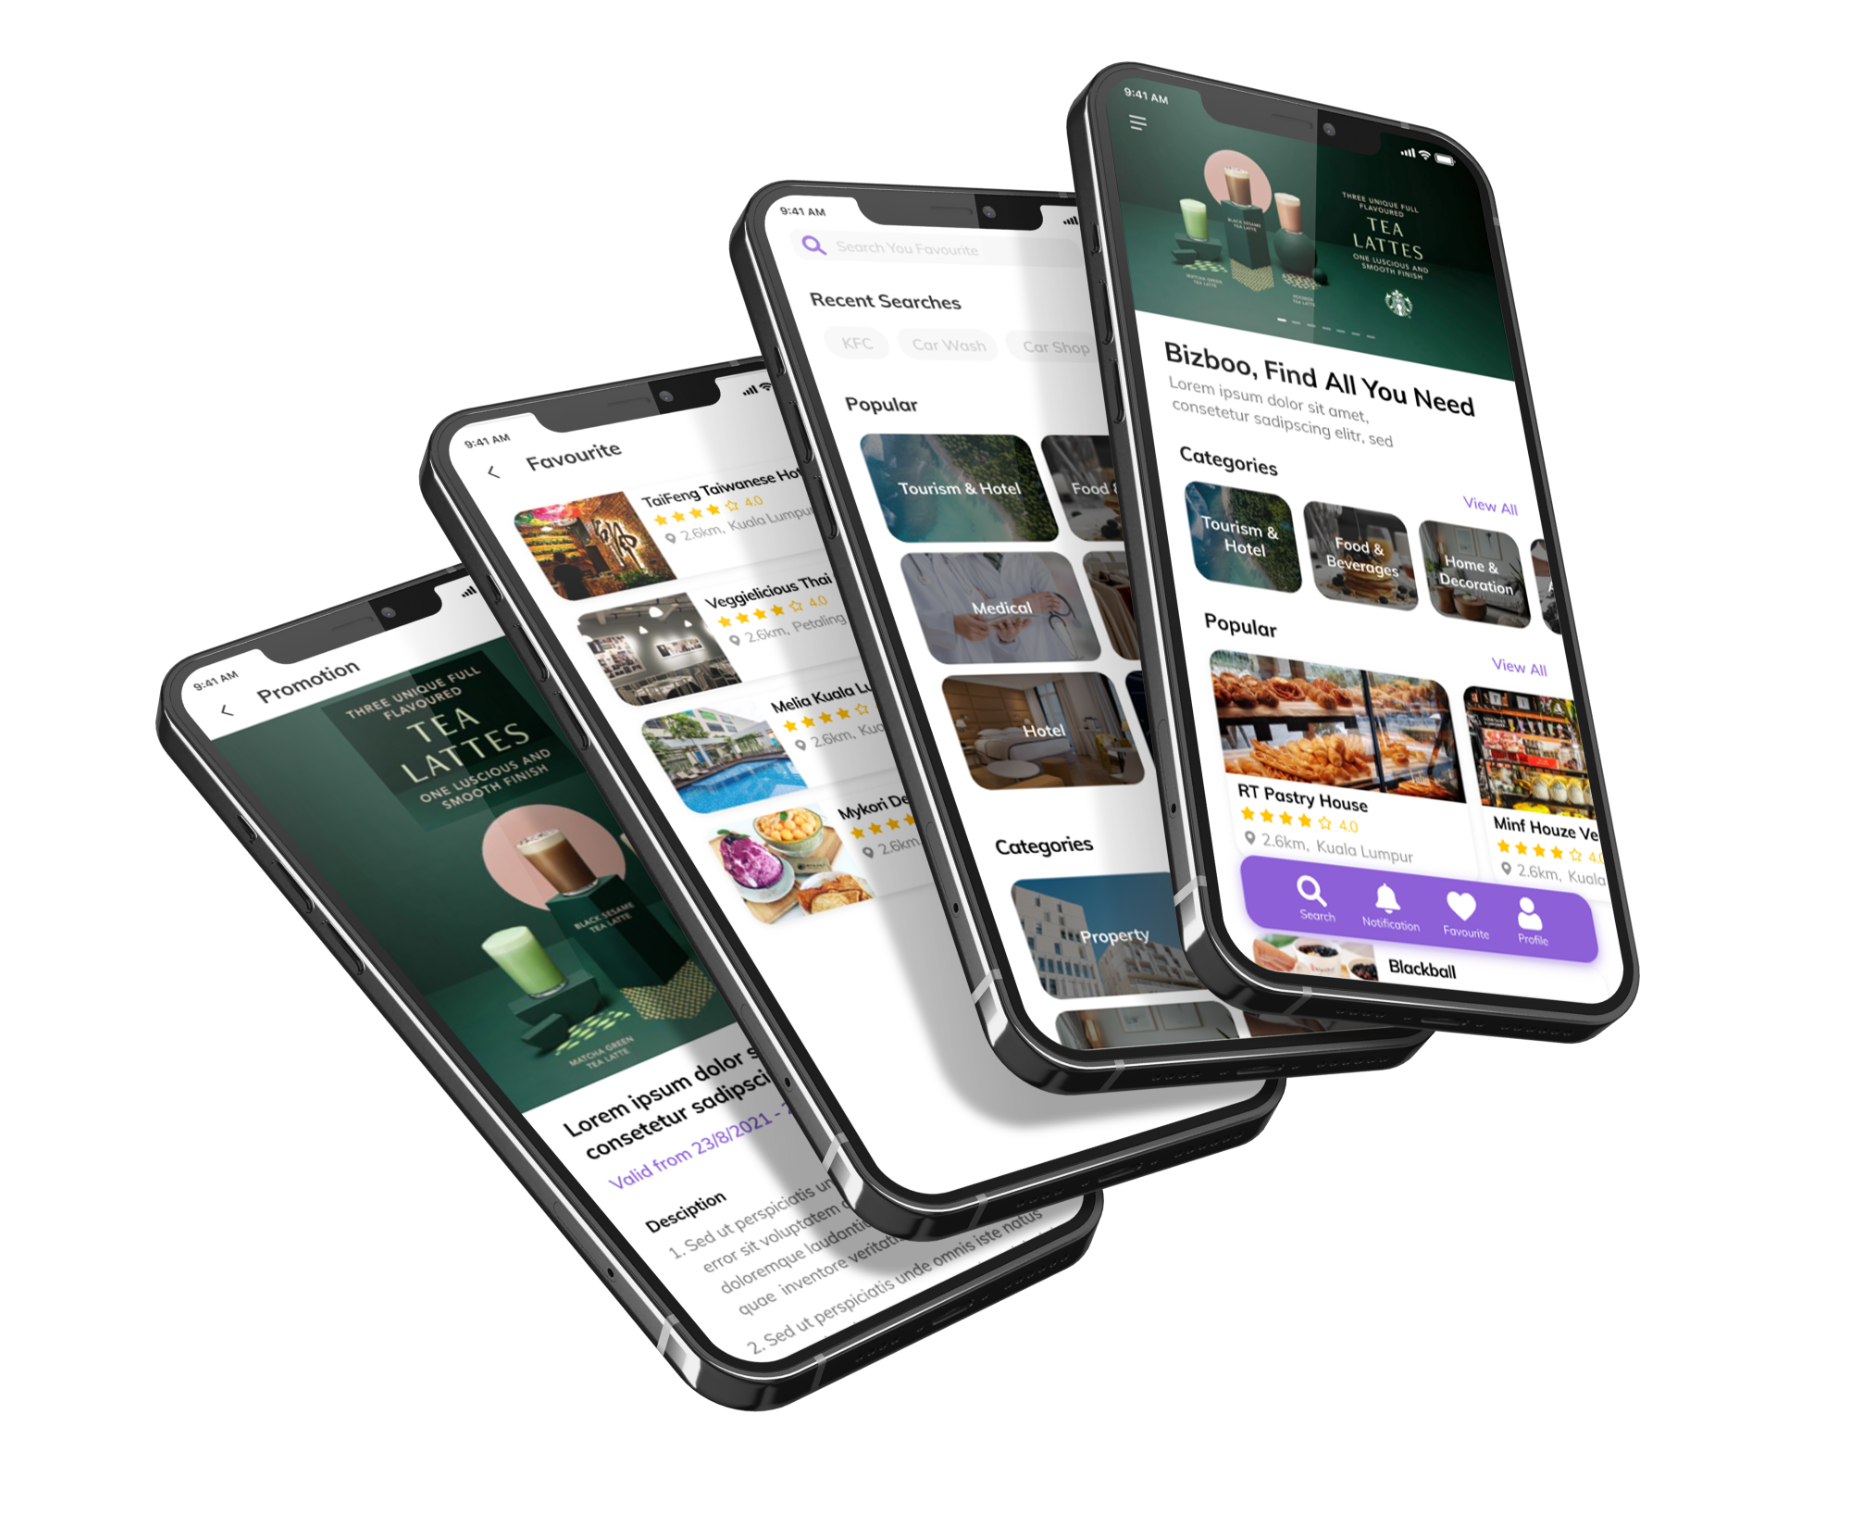 9:41 AM
Promotion
THREE UNIQUE FULL
FLAVOURED
TEA
LATTES
ONE LUSCIOUS AND
SMOOTH FINISH
BLACK SESAME
TEA LATTE
MATCHA GREEN
TEA LATTE
Lorem ipsum dolor
consetetur sadipsci
Valid from 23/8/2021 -
Desciption
1. Sed ut perspiciatis un
error sit voluptatem
doloremque laudanti
quae inventore veritat
2. Sed ut perspiciatis unde omnis iste natus
9:41 AM
Favourite
TaiFeng Taiwanese Hot
4.0
2.6km, Kuala Lumpur
Veggielicious Thai
4.0
2.6km, Petaling
Melia Kuala Lu
2.6km, Kua
Mykori De
2.6km
9:41 AM
Search You Favourite
Recent Searches
KFC
Car Wash
Car Shop
Popular
Tourism & Hotel
Food
Medical
Hotel
Categories
Property
9:41 AM
BLACK SESAME
TEA LATTE
MATCHA GREEN
TEA LATTE
THREE UNIQUE FULL
FLAVOURED
TEA
LATTES
ONE LUSCIOUS AND
SMOOTH FINISH
Bizboo, Find All You Need
Lorem ipsum dolor sit amet,
consetetur sadipscing elitr, sed
Categories
View All
Tourism &
Hotel
Food &
Beverages
Home &
Decoration
A
Popular
View All
RT Pastry House
4.0
2.6km, Kuala Lumpur
Minf Houze Ve
4.0
2.6km, Kuala
Search
Notification
Favourite
Profile
Blackball